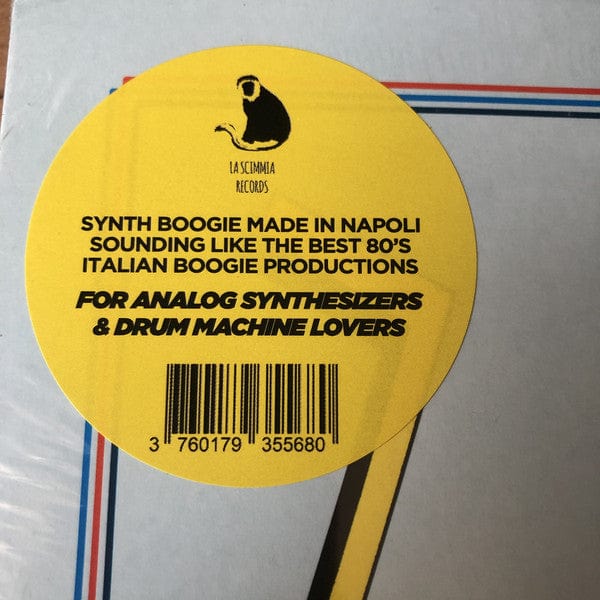 LA SCIMMIA
RECORDS
SYNTH BOOGIE MADE IN NAPOLI
SOUNDING LIKE THE BEST 80'S
ITALIAN BOOGIE PRODUCTIONS
FOR ANALOG SYNTHESIZERS
& DRUM MACHINE LOVERS
3 760179 355680